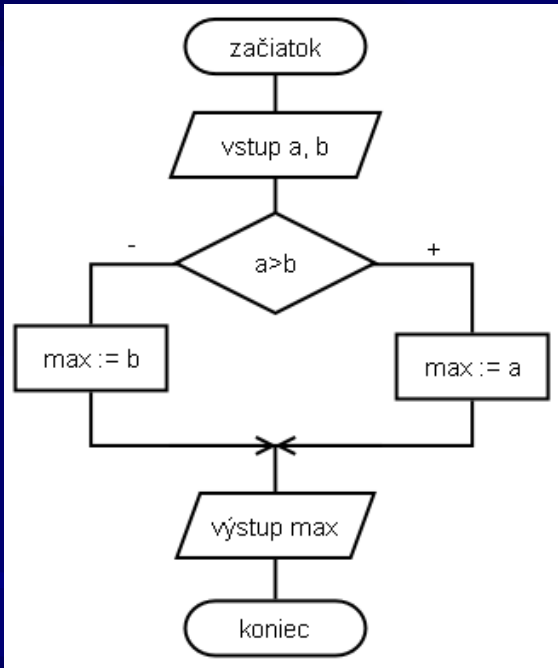 začiatok
vstup a, b
a>b
-
+
max := b
max := a
výstup max
koniec